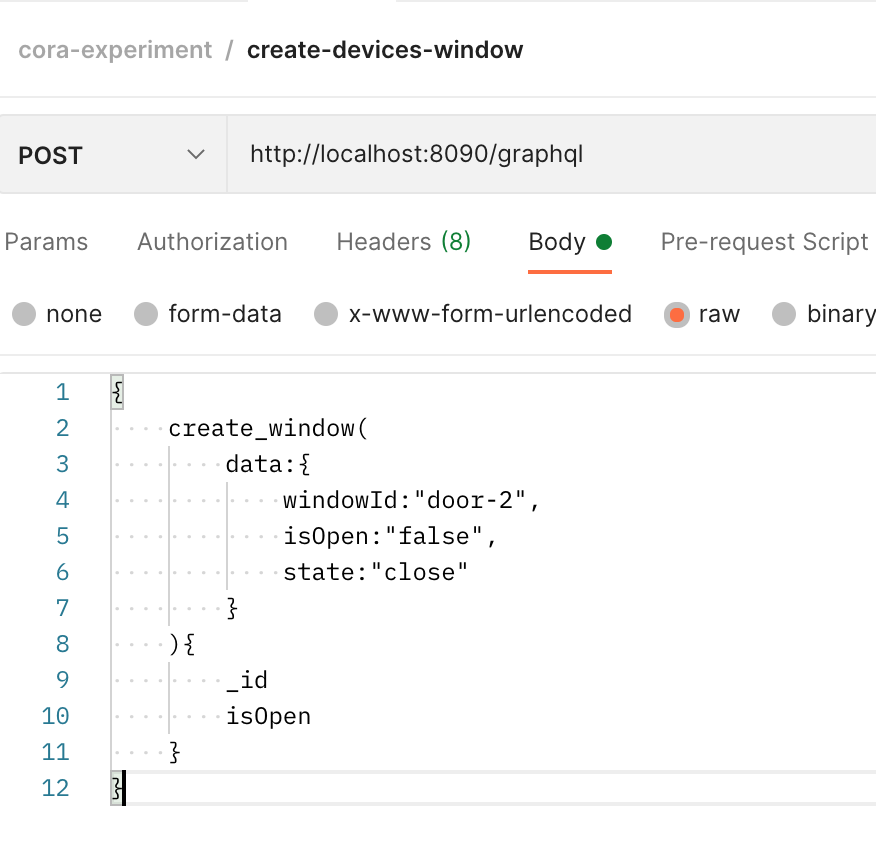 cora-experiment / create-devices-window
POST http://localhost:8090/graphql
Params Authorization Headers (8) Body Pre-request Script
none form-data x-www-form-urlencoded raw binary
1 {
2 create_window(
3 data:{
4 windowId:"door-2",
5 isOpen:"false",
6 state:"close"
7 }
8 ){
9 _id
10 isOpen
11 }
12 }